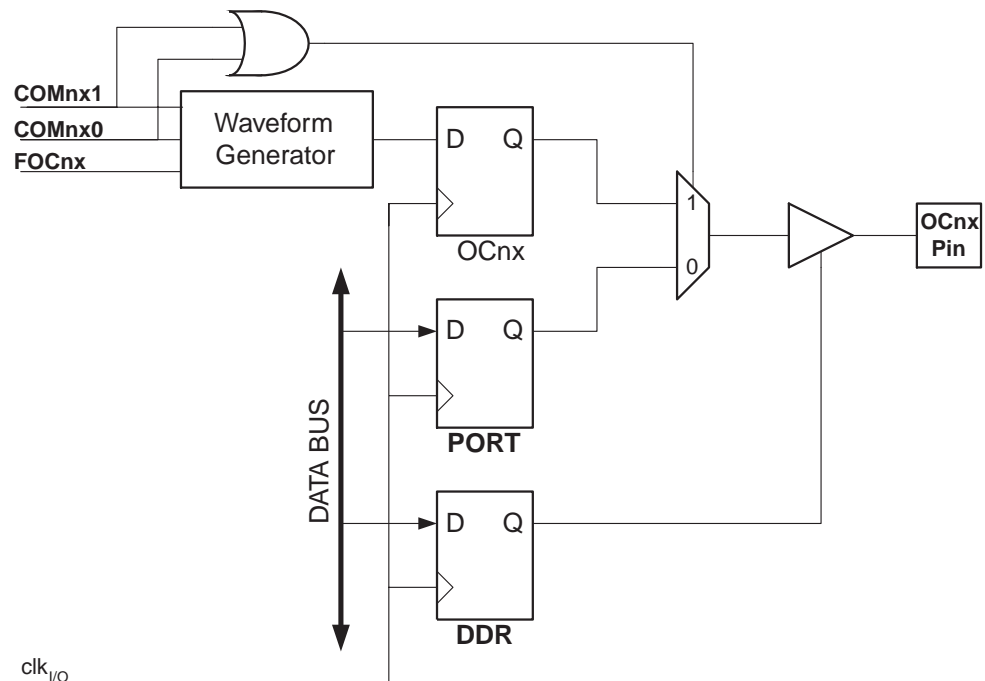 COMnx1
COMnx0
FOCnx
Waveform
Generator
D Q
OCnx
1
0
OCnx
Pin
D Q
PORT
DATA BUS
D Q
DDR
clkI/O